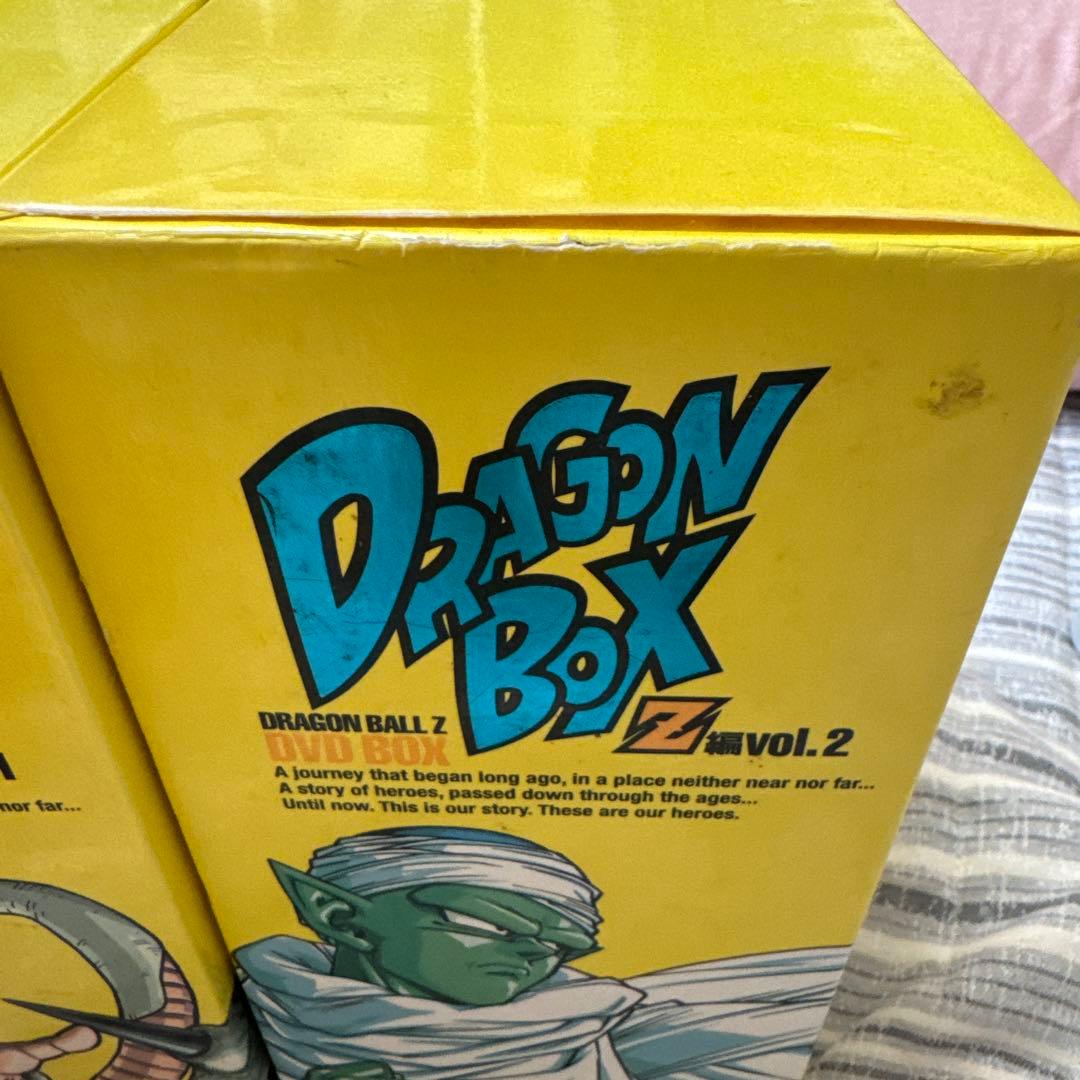 DRAGON
BOX
DRAGON BALL Z
DVD BOX
Z編vol.2
A journey that began long ago, in a place neither near nor far...
A story of heroes, passed down through the ages...
Until now. This is our story. These are our heroes.
nor far...